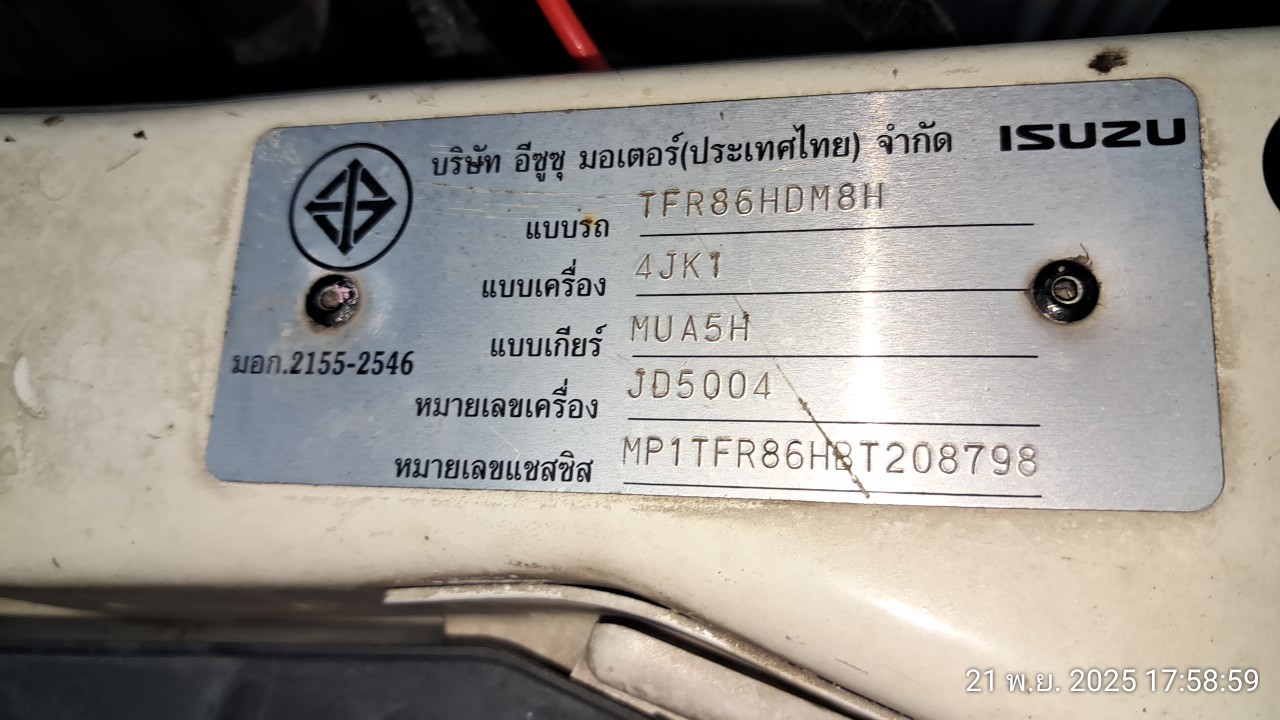 บริษัท อีซูซุ มอเตอร์(ประเทศไทย) จำกัด ISUZU
แบบรถ TFR86HDM8H
แบบเครื่อง 4JK1
แบบเกียร์ MUA5H
มอก.2155-2546
หมายเลขเครื่อง JD5004
หมายเลขแชสซิส MP1TFR86HBT208798
21 พ.ย. 2025 17:58:59